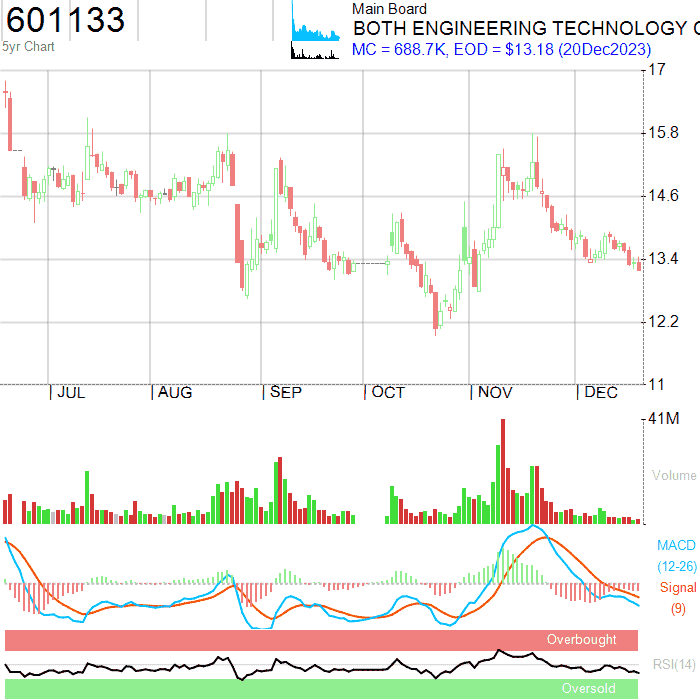 601133
5yr Chart
Main Board
BOTH ENGINEERING TECHNOLOGY
MC = 688.7K, EOD = $13.18 (20Dec2023)
17
15.8
14.6
13.4
12.2
11
JUL AUG SEP OCT NOV DEC
41M
Volume
MACD
(12-26)
Signal
(9)
Overbought
RSI(14)
Oversold